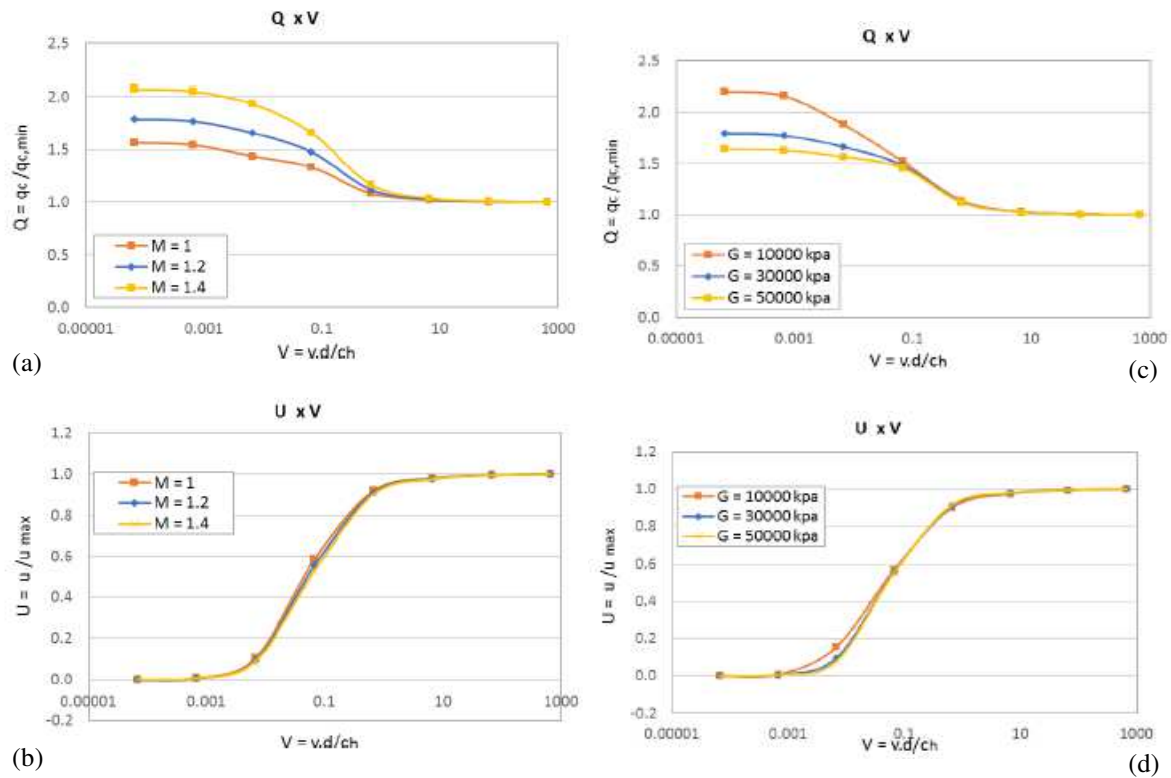 Q x V
2.5
2.0
1.5
1.0
0.5
0.0
Q = qc /qc,min
M = 1
M = 1.2
M = 1.4
0.00001 0.001 0.1 10 1000
V = v.d/ch
(a)
Q x V
2.5
2.0
1.5
1.0
0.5
0.0
Q = qc /qc,min
G = 10000 kpa
G = 30000 kpa
G = 50000 kpa
0.00001 0.001 0.1 10 1000
V = v.d/ch
(c)
U x V
1.2
1.0
0.8
0.6
0.4
0.2
0.0
-0.2
U = u /u max
M = 1
M = 1.2
M = 1.4
0.00001 0.001 0.1 10 1000
V = v.d/ch
(b)
U x V
1.2
1.0
0.8
0.6
0.4
0.2
0.0
-0.2
U = u/u max
G = 10000 kpa
G = 30000 kpa
G = 50000 kpa
0.00001 0.001 0.1 10 1000
V = v.d/ch
(d)